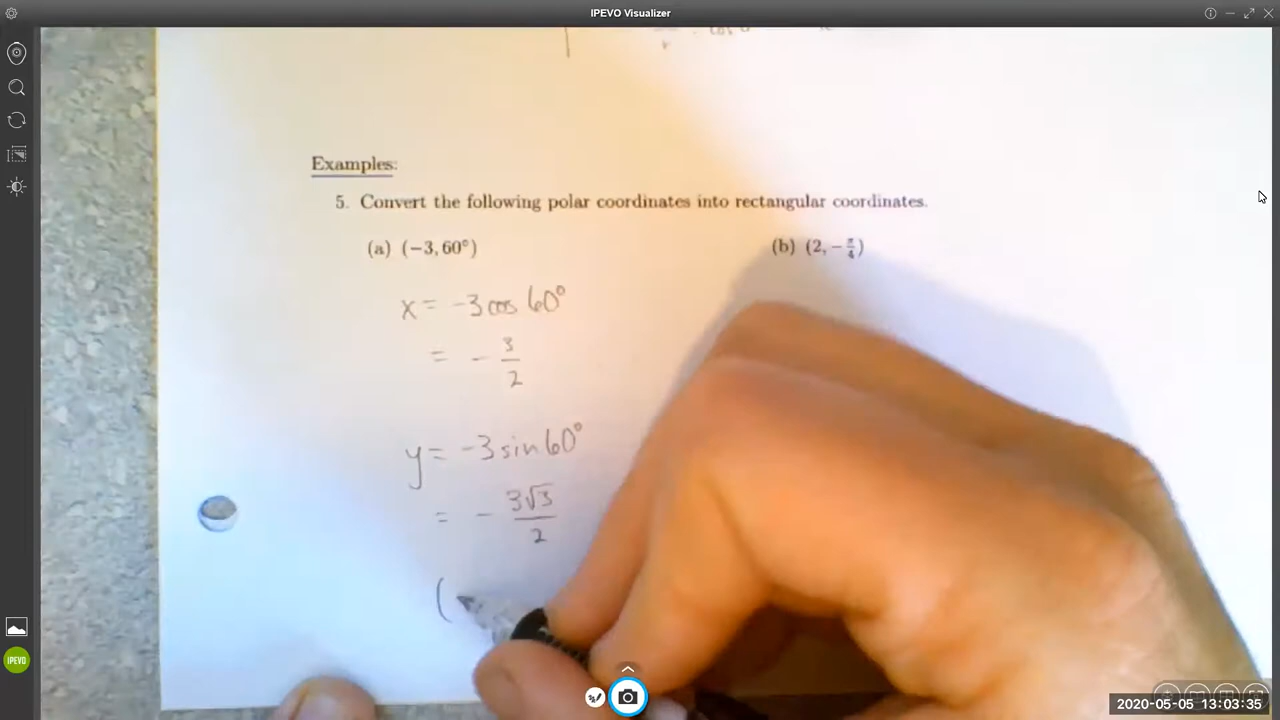 IPEVO Visualizer
Examples:
5. Convert the following polar coordinates into rectangular coordinates.
(a) (−3, 60°)
(b) (2, −π/4)
x = -3 cos 60°
= - 3/2
y = -3 sin 60°
= - 3√3/2
(
IPEVO
2020-05-05 13:03:35